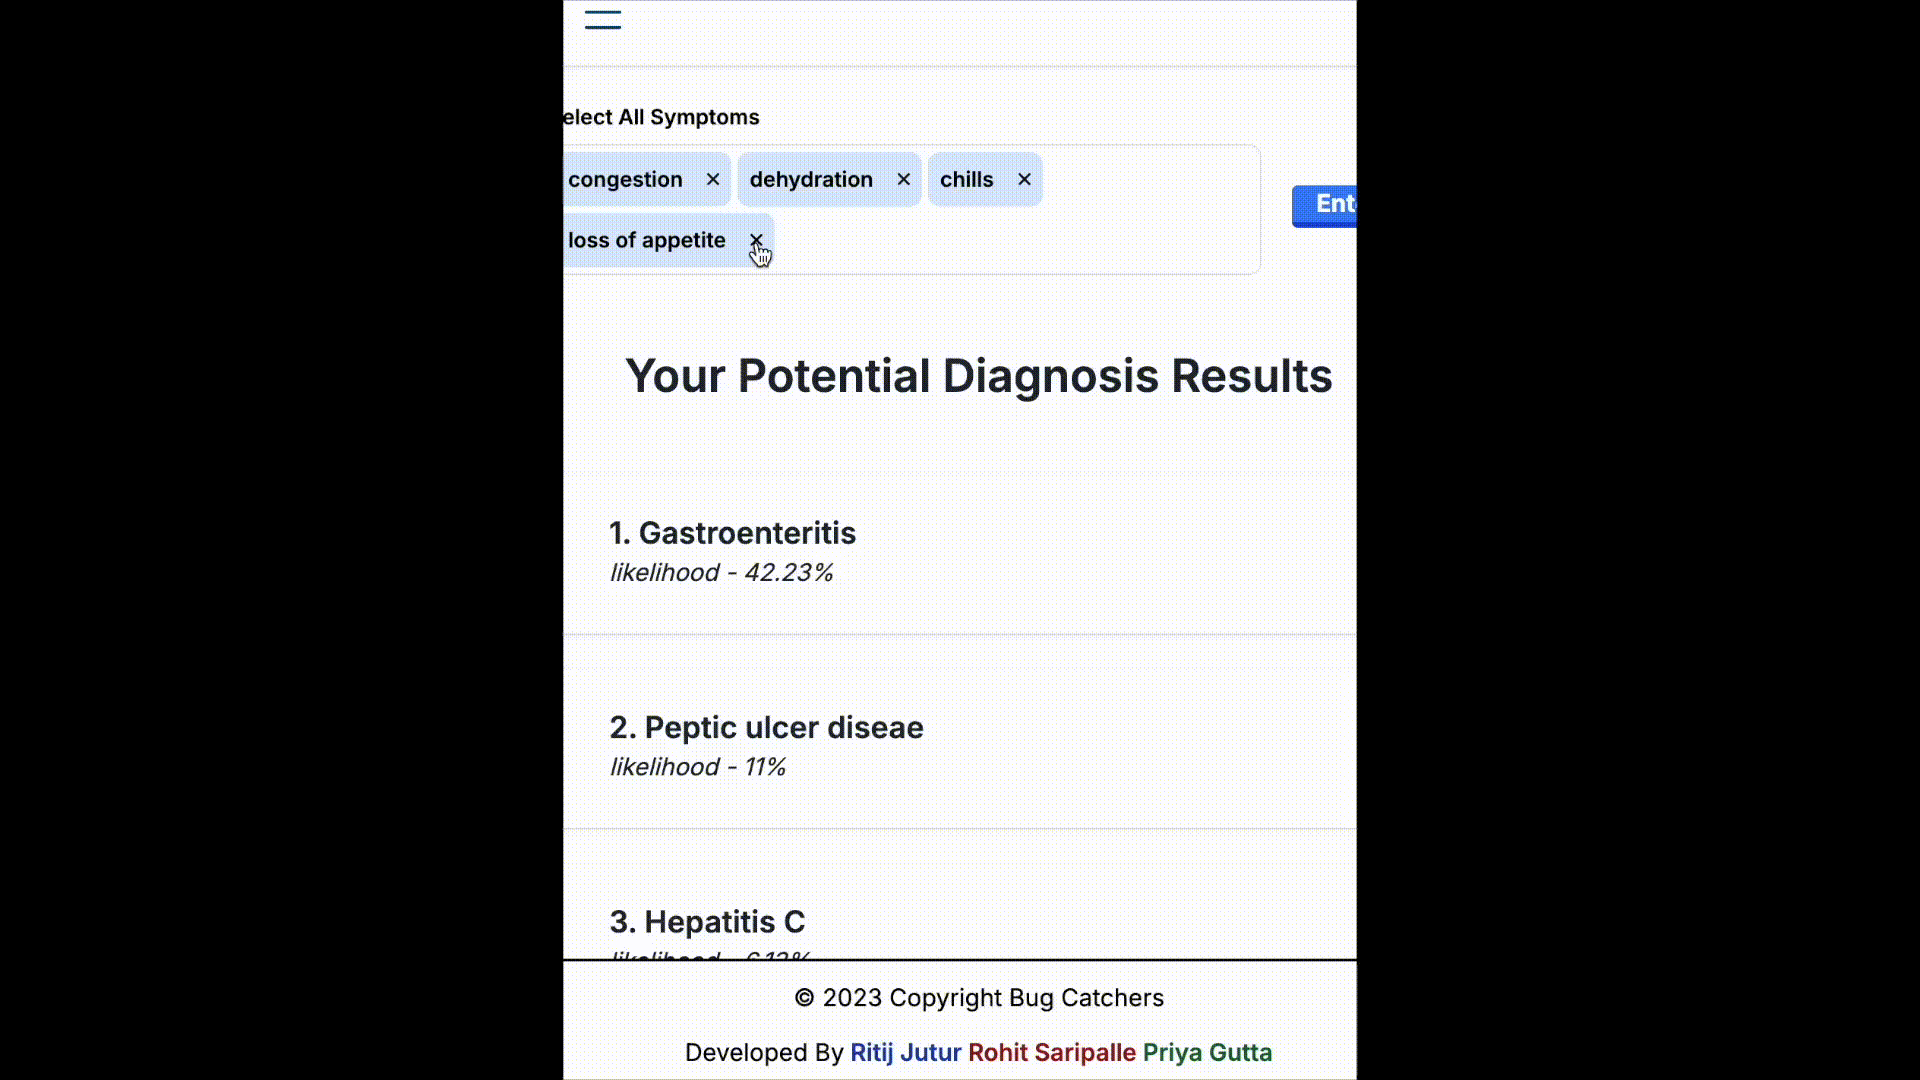 elect All Symptoms
congestion × dehydration × chills ×
Ent
loss of appetite ×
Your Potential Diagnosis Results
1. Gastroenteritis
likelihood - 42.23%
2. Peptic ulcer diseae
likelihood - 11%
3. Hepatitis C
likelihood -
© 2023 Copyright Bug Catchers
Developed By Ritij Jutur Rohit Saripalle Priya Gutta